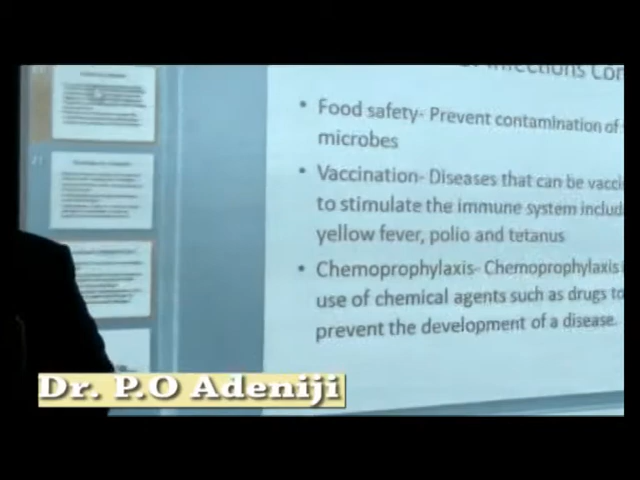 Infections Con
• Food safety- Prevent contamination of
microbes
• Vaccination- Diseases that can be vacci
to stimulate the immune system includ
yellow fever, polio and tetanus
• Chemoprophylaxis- Chemoprophylaxis
use of chemical agents such as drugs to
prevent the development of a disease.
Dr. P.O Adeniji